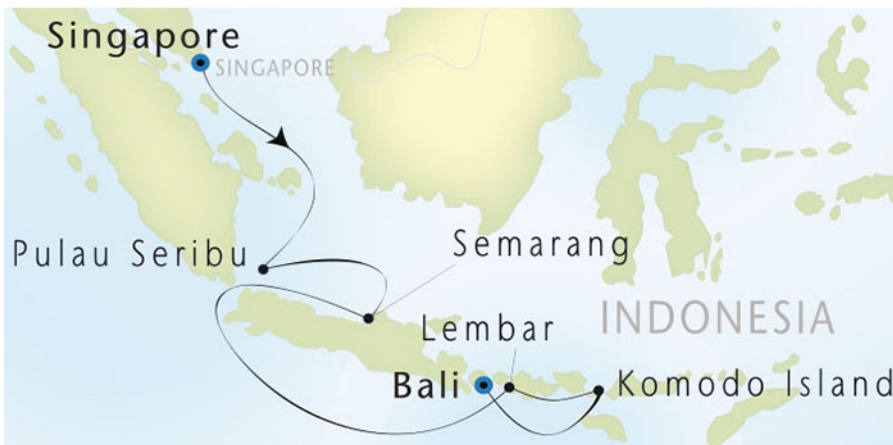 Singapore
SINGAPORE
Pulau Seribu
Semarang
INDONESIA
Lembar
Bali
Komodo Island